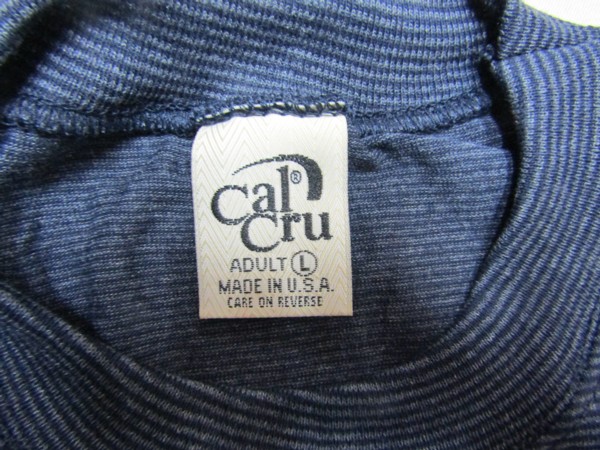 Cal®
Cru
ADULT L
MADE IN U.S.A.
CARE ON REVERSE